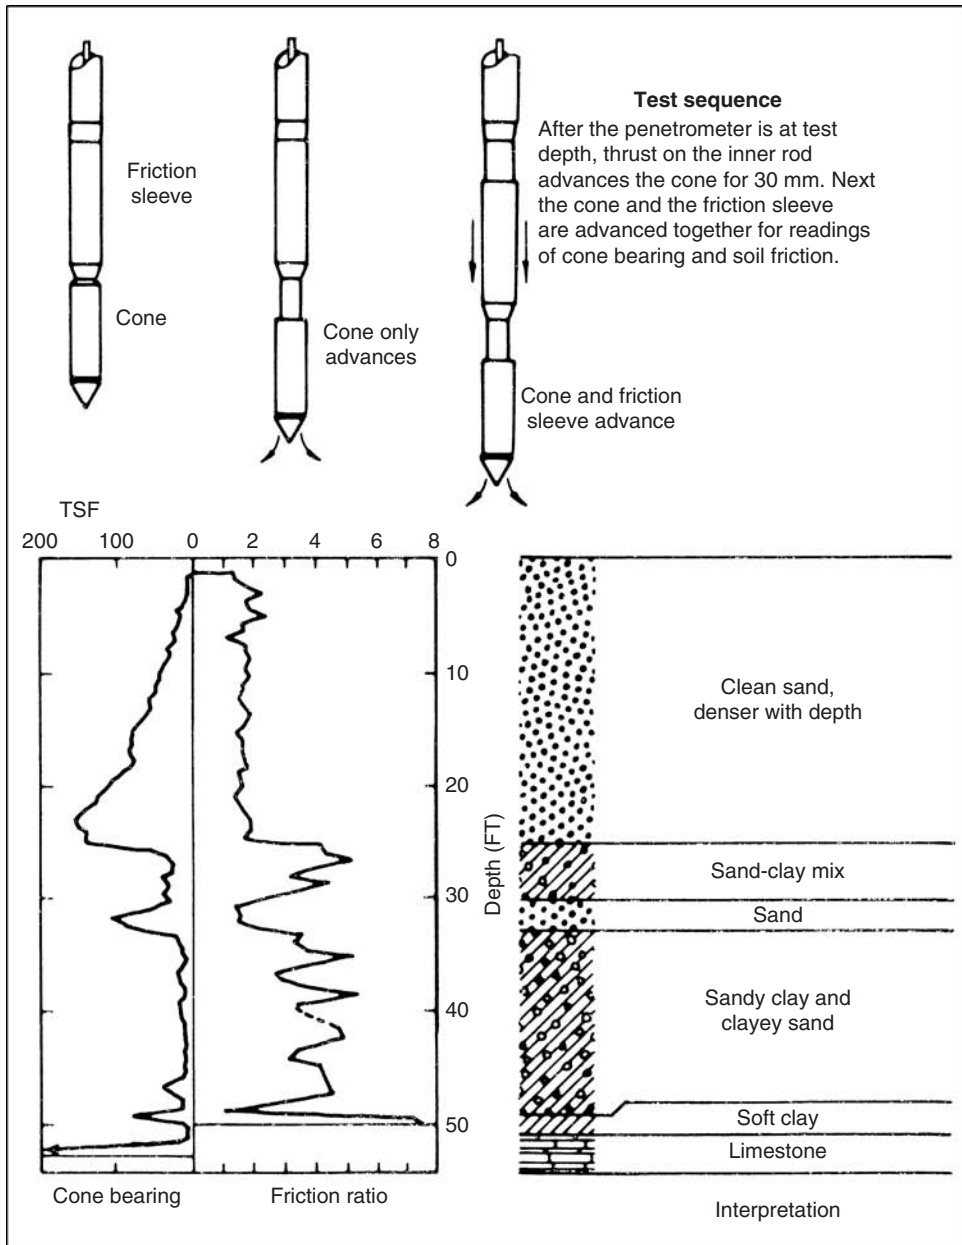 Test sequence
After the penetrometer is at test
depth, thrust on the inner rod
advances the cone for 30 mm. Next
the cone and the friction sleeve
are advanced together for readings
of cone bearing and soil friction.
Friction
sleeve
Cone
Cone only
advances
Cone and friction
sleeve advance
TSF
200 100 0 2 4 6 8
0
10
20
30
40
50
Depth (FT)
Clean sand,
denser with depth
Sand-clay mix
Sand
Sandy clay and
clayey sand
Soft clay
Limestone
Cone bearing
Friction ratio
Interpretation